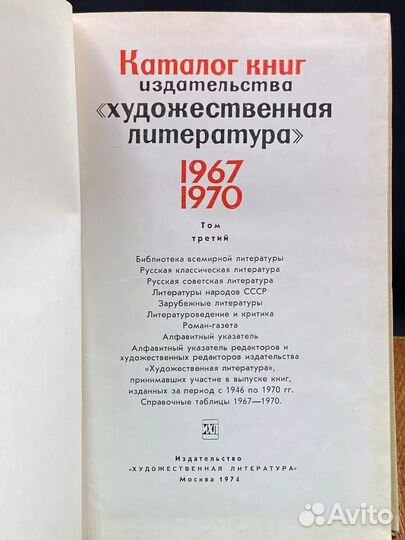 Каталог книг
издательства
«художественная
литература»
1967
1970
Том
третий
Библиотека всемирной литературы
Русская классическая литература
Русская советская литература
Литературы народов СССР
Зарубежные литературы
Литературоведение и критика
Роман-газета
Алфавитный указатель
Алфавитный указатель редакторов и
художественных редакторов издательства
«Художественная литература»,
принимавших участие в выпуске книг,
изданных за период с 1946 по 1970 гг.
Справочные таблицы 1967—1970.
Издательство
«ХУДОЖЕСТВЕННАЯ ЛИТЕРАТУРА»
Москва 1974
Avito